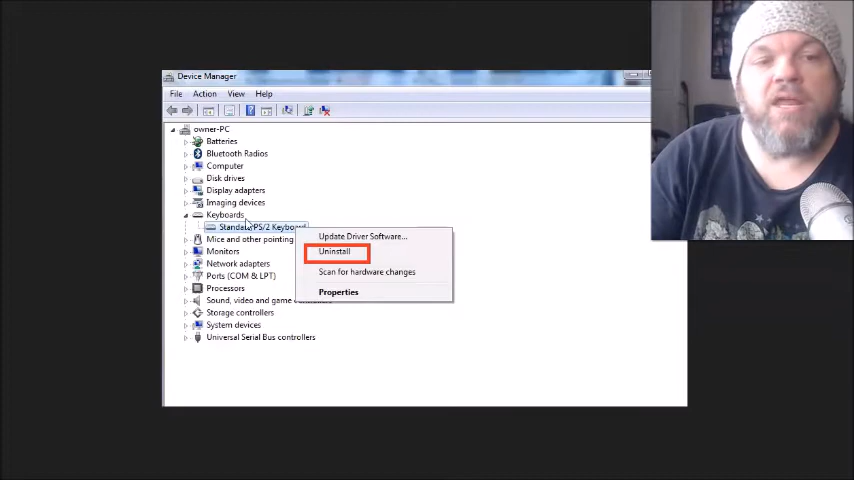 Device Manager
File Action View Help
owner-PC
Batteries
Bluetooth Radios
Computer
Disk drives
Display adapters
Imaging devices
Keyboards
Standard PS/2 Keyboard
Update Driver Software...
Mice and other pointing
Uninstall
Monitors
Network adapters
Scan for hardware changes
Ports (COM & LPT)
Processors
Properties
Sound, video and game
Storage controllers
System devices
Universal Serial Bus controllers